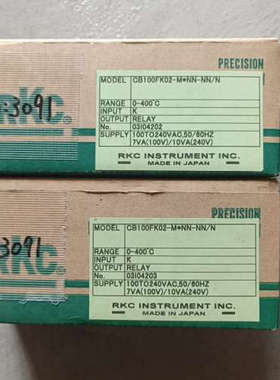 PRECISION
MODEL CB100FK02-M*NN-NN/N
RANGE 0-400℃
INPUT K
OUTPUT RELAY
No. 03I04202
SUPPLY 100TO240VAC,50/60HZ
7VA(100V)/10VA(240V)
RKC INSTRUMENT INC.
MADE IN JAPAN
3091
RKC.
PRECISION
MODEL CB100FK02-M*NN-NN/N
RANGE 0-400℃
INPUT K
OUTPUT RELAY
No. 03I04203
SUPPLY 100TO240VAC,50/60HZ
7VA(100V)/10VA(240V)
RKC INSTRUMENT INC.
MADE IN JAPAN
3091
RKC.